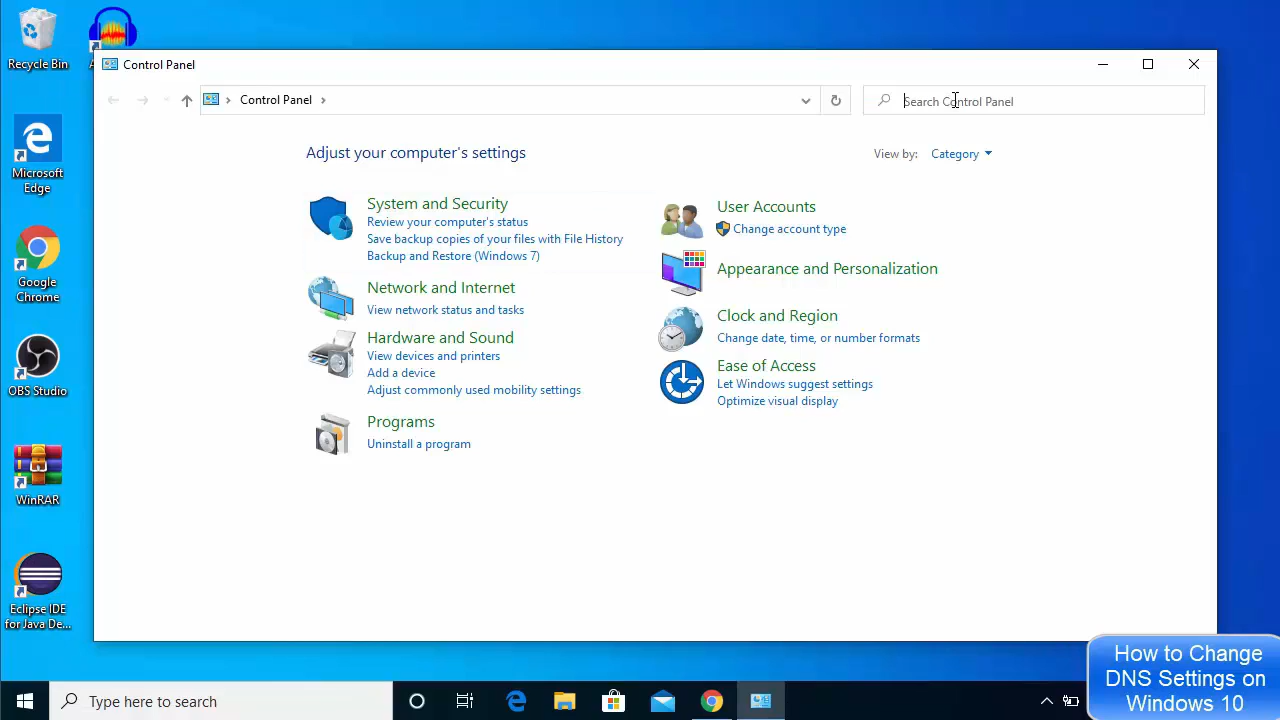 Recycle Bin
Control Panel
Control Panel
Search Control Panel
Adjust your computer's settings
View by:
Category
System and Security
Review your computer's status
Save backup copies of your files with File History
Backup and Restore (Windows 7)
Network and Internet
View network status and tasks
Hardware and Sound
View devices and printers
Add a device
Adjust commonly used mobility settings
Programs
Uninstall a program
User Accounts
Change account type
Appearance and Personalization
Clock and Region
Change date, time, or number formats
Ease of Access
Let Windows suggest settings
Optimize visual display
Microsoft
Edge
Google
Chrome
OBS Studio
WinRAR
Eclipse IDE
for Java De...
Type here to search
How to Change
DNS Settings on
Windows 10